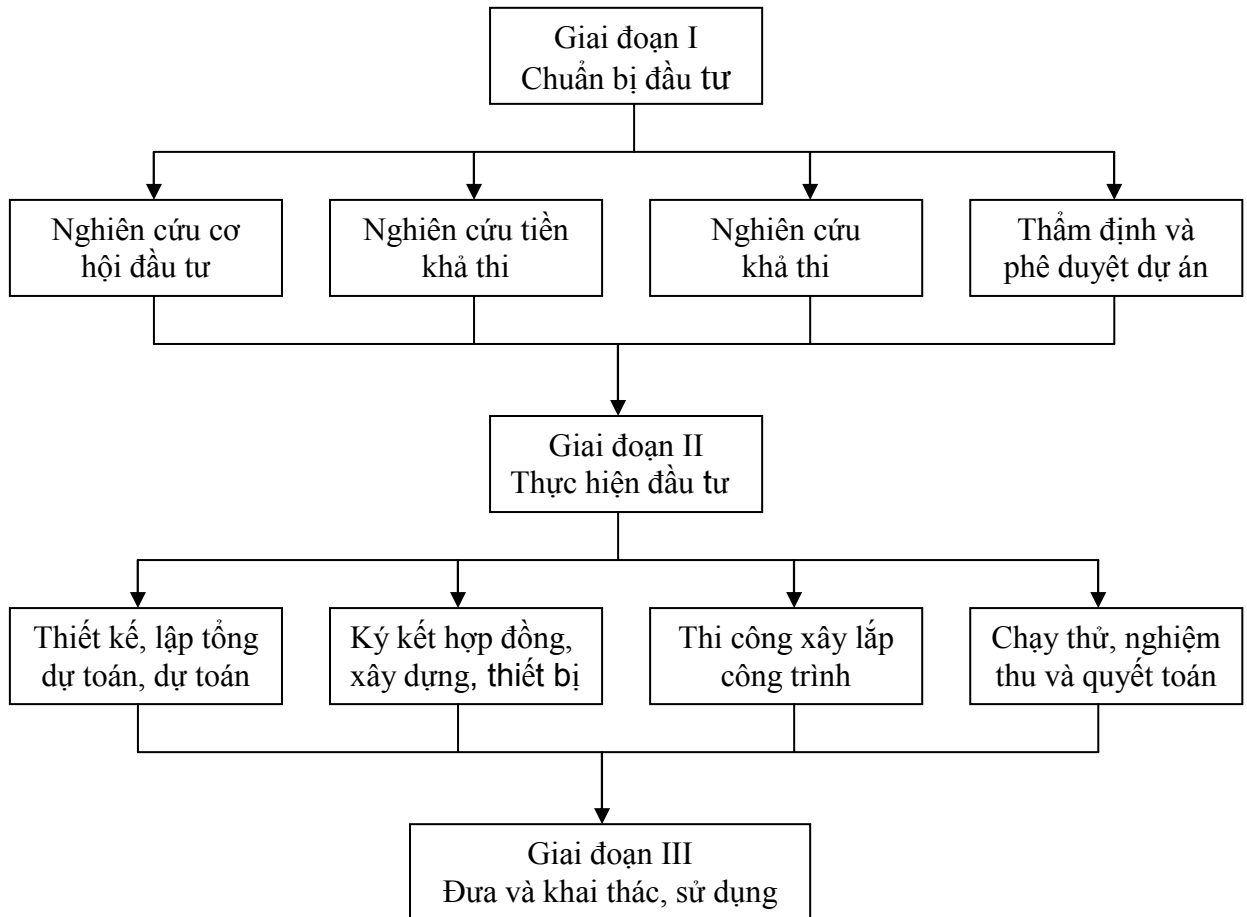 Giai đoạn I
Chuẩn bị đầu tư
Nghiên cứu cơ
hội đầu tư
Nghiên cứu tiền
khả thi
Nghiên cứu
khả thi
Thẩm định và
phê duyệt dự án
Giai đoạn II
Thực hiện đầu tư
Thiết kế, lập tổng
dự toán, dự toán
Ký kết hợp đồng,
xây dựng, thiết bị
Thi công xây lắp
công trình
Chạy thử, nghiệm
thu và quyết toán
Giai đoạn III
Đưa và khai thác, sử dụng